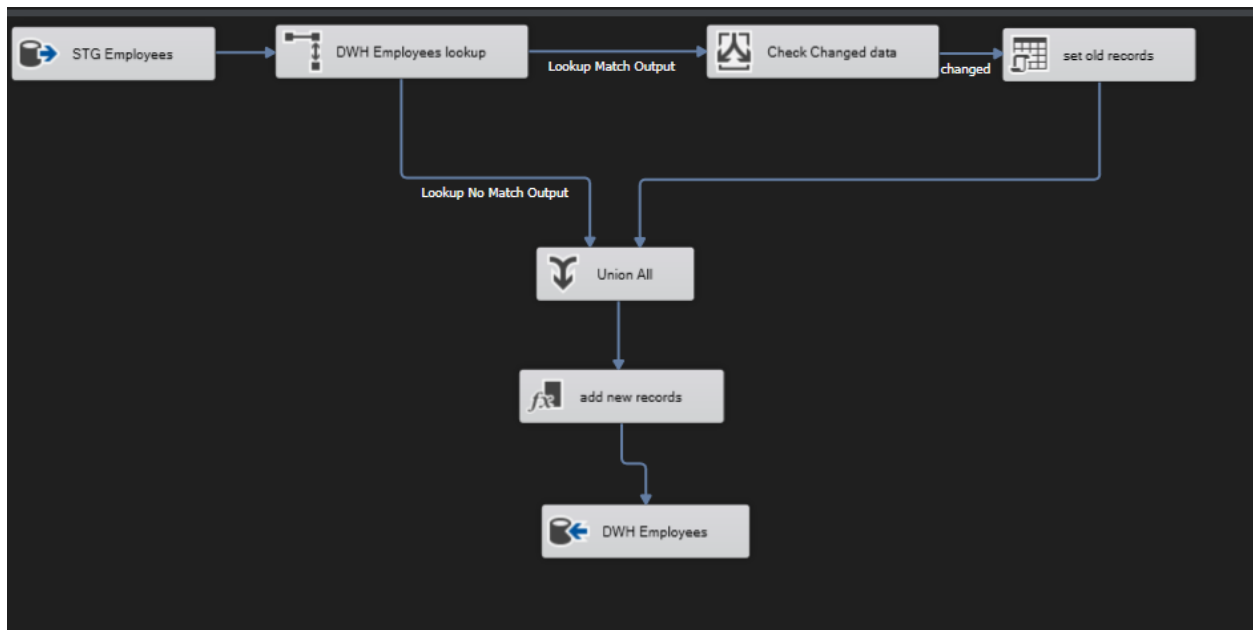 STG Employees
DWH Employees lookup
Lookup Match Output
Check Changed data
changed
set old records
Lookup No Match Output
Union All
fx
add new records
DWH Employees